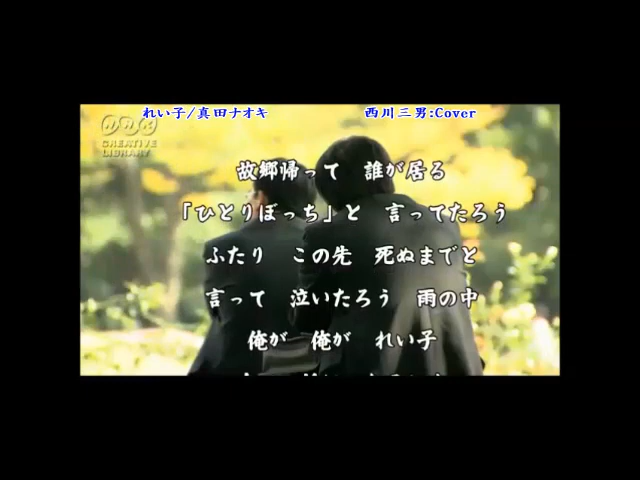 れい子/真田ナオキ 西川三男:Cover
NHK
CREATIVE
LIBRARY
故郷帰って 誰が居る
「ひとりぼっち」と 言ってたろう
ふたり この先 死ぬまでと
言って 泣いたろう 雨の中
俺が 俺が れい子